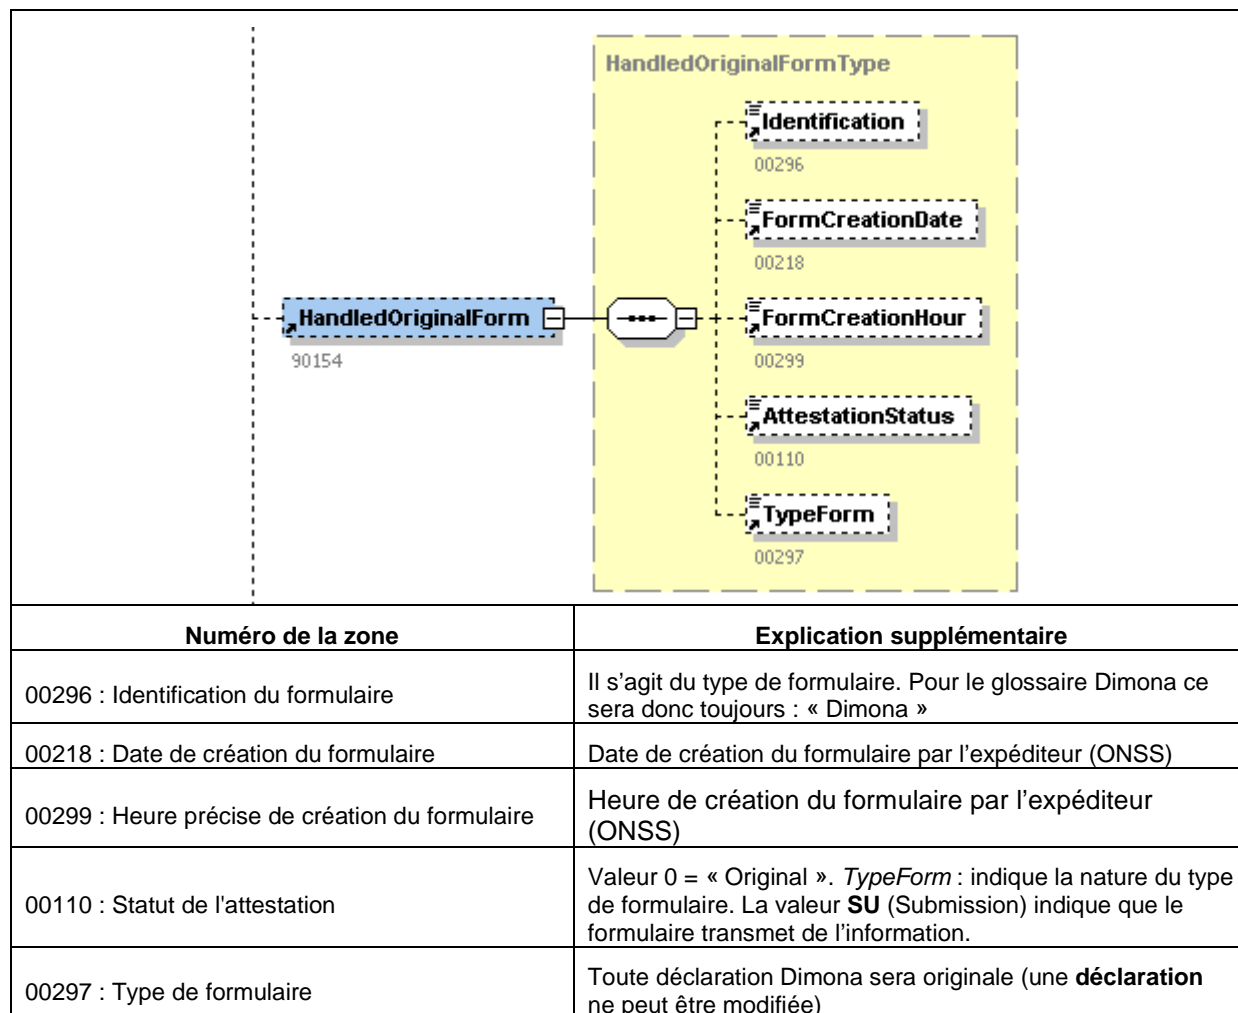 HandledOriginalFormType
Identification
00296
FormCreationDate
00218
HandledOriginalForm
90154
FormCreationHour
00299
AttestationStatus
00110
TypeForm
00297
Numéro de la zone
Explication supplémentaire
00296 : Identification du formulaire
Il s’agit du type de formulaire. Pour le glossaire Dimona ce
sera donc toujours : « Dimona »
00218 : Date de création du formulaire
Date de création du formulaire par l’expéditeur (ONSS)
00299 : Heure précise de création du formulaire
Heure de création du formulaire par l’expéditeur
(ONSS)
00110 : Statut de l'attestation
Valeur 0 = « Original ». TypeForm : indique la nature du type
de formulaire. La valeur SU (Submission) indique que le
formulaire transmet de l’information.
00297 : Type de formulaire
Toute déclaration Dimona sera originale (une déclaration
ne peut être modifiée)